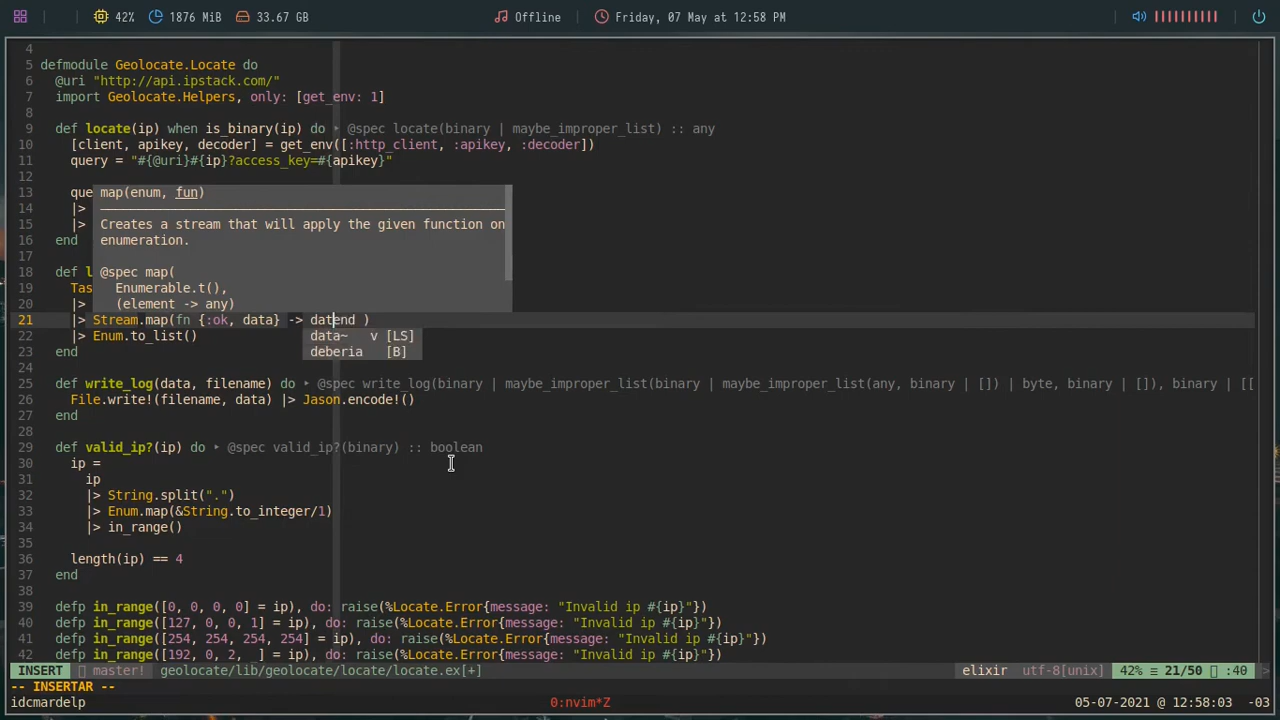 42% 1876 MiB 33.67 GB Offline Friday, 07 May at 12:58 PM
4
5 defmodule Geolocate.Locate do
6 @uri "http://api.ipstack.com/"
7 import Geolocate.Helpers, only: [get_env: 1]
8
9 def locate(ip) when is_binary(ip) do ‣ @spec locate(binary | maybe_improper_list) :: any
10 [client, apikey, decoder] = get_env([:http_client, :apikey, :decoder])
11 query = "#{@uri}#{ip}?access_key=#{apikey}"
12
13 que map(enum, fun)
14 |>
15 |> Creates a stream that will apply the given function on
16 end enumeration.
17
18 def l @spec map(
19 Tas Enumerable.t(),
20 |> (element -> any)
21 |> Stream.map(fn {:ok, data} -> datend )
22 |> Enum.to_list() data~ v [LS]
23 end deberia [B]
24
25 def write_log(data, filename) do ‣ @spec write_log(binary | maybe_improper_list(binary | maybe_improper_list(any, binary | []) | byte, binary | []), binary | [[
26 File.write!(filename, data) |> Jason.encode!()
27 end
28
29 def valid_ip?(ip) do ‣ @spec valid_ip?(binary) :: boolean
30 ip =
31 ip
32 |> String.split(".")
33 |> Enum.map(&String.to_integer/1)
34 |> in_range()
35
36 length(ip) == 4
37 end
38
39 defp in_range([0, 0, 0, 0] = ip), do: raise(%Locate.Error{message: "Invalid ip #{ip}"})
40 defp in_range([127, 0, 0, 1] = ip), do: raise(%Locate.Error{message: "Invalid ip #{ip}"})
41 defp in_range([254, 254, 254, 254] = ip), do: raise(%Locate.Error{message: "Invalid ip #{ip}"})
42 defp in_range([192, 0, 2, _] = ip), do: raise(%Locate.Error{message: "Invalid ip #{ip}"})
INSERT master! geolocate/lib/geolocate/locate/locate.ex[+] elixir utf-8[unix] 42% ≡ 21/50 :40
-- INSERTAR --
idcmardelp 0:nvim*Z 05-07-2021 @ 12:58:03 -03